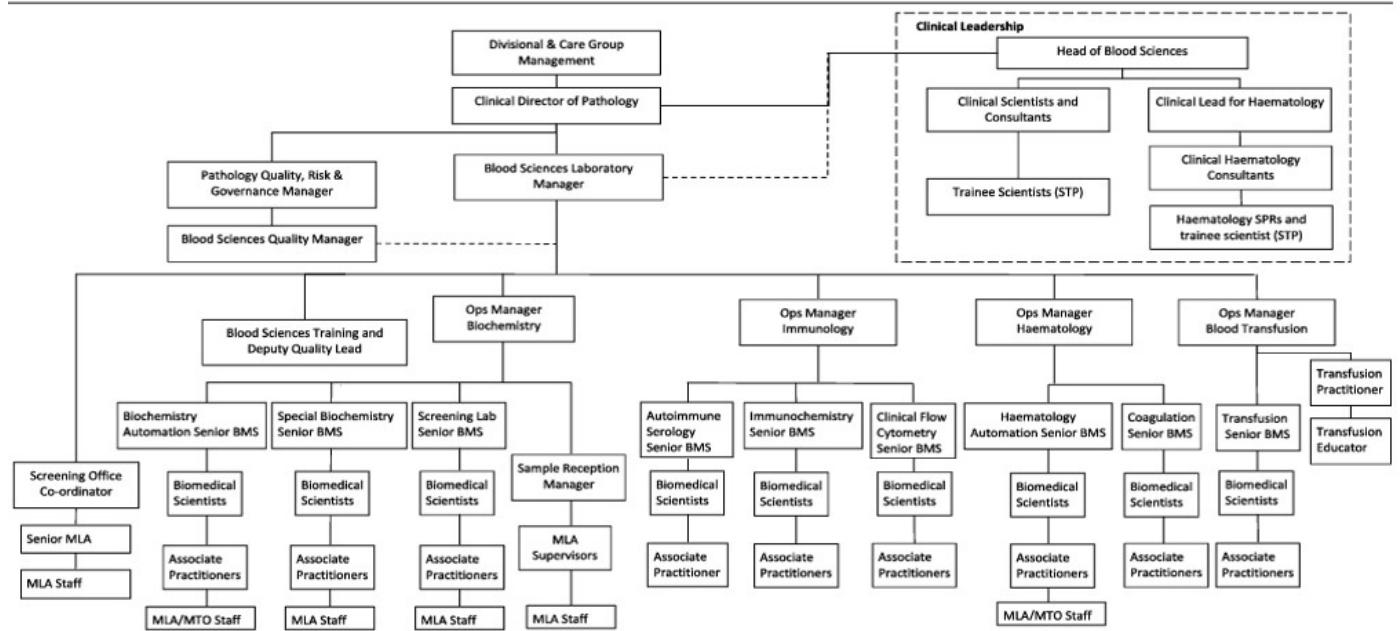 Clinical Leadership
Divisional & Care Group
Management
Head of Blood Sciences
Clinical Director of Pathology
Clinical Scientists and
Consultants
Clinical Lead for Haematology
Blood Sciences Laboratory
Manager
Pathology Quality, Risk &
Governance Manager
Clinical Haematology
Consultants
Trainee Scientists (STP)
Haematology SPRs and
trainee scientist (STP)
Blood Sciences Quality Manager
Ops Manager
Biochemistry
Ops Manager
Immunology
Ops Manager
Haematology
Ops Manager
Blood Transfusion
Blood Sciences Training and
Deputy Quality Lead
Transfusion
Practitioner
Biochemistry
Automation Senior BMS
Special Biochemistry
Senior BMS
Screening Lab
Senior BMS
Autoimmune
Serology
Senior BMS
Immunochemistry
Senior BMS
Clinical Flow
Cytometry
Senior BMS
Haematology
Automation Senior BMS
Coagulation
Senior BMS
Transfusion
Senior BMS
Transfusion
Educator
Screening Office
Co-ordinator
Biomedical
Scientists
Biomedical
Scientists
Biomedical
Scientists
Sample Reception
Manager
Biomedical
Scientists
Biomedical
Scientists
Biomedical
Scientists
Biomedical
Scientists
Biomedical
Scientists
Biomedical
Scientists
Senior MLA
MLA
Supervisors
Associate
Practitioners
Associate
Practitioners
Associate
Practitioners
Associate
Practitioner
Associate
Practitioners
Associate
Practitioners
Associate
Practitioners
Associate
Practitioners
Associate
Practitioners
MLA Staff
MLA/MTO Staff
MLA Staff
MLA Staff
MLA Staff
MLA/MTO Staff